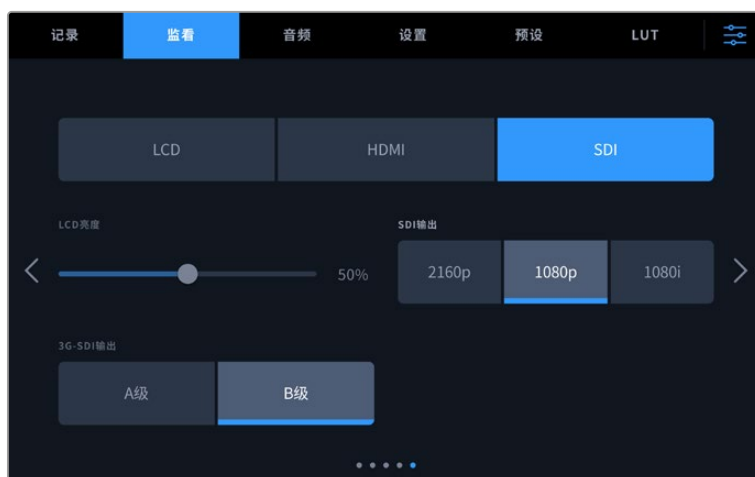 记录 监看 音频 设置 预设 LUT
LCD HDMI SDI
LCD亮度 SDI输出
50% 2160p 1080p 1080i
3G-SDI输出
A级 B级